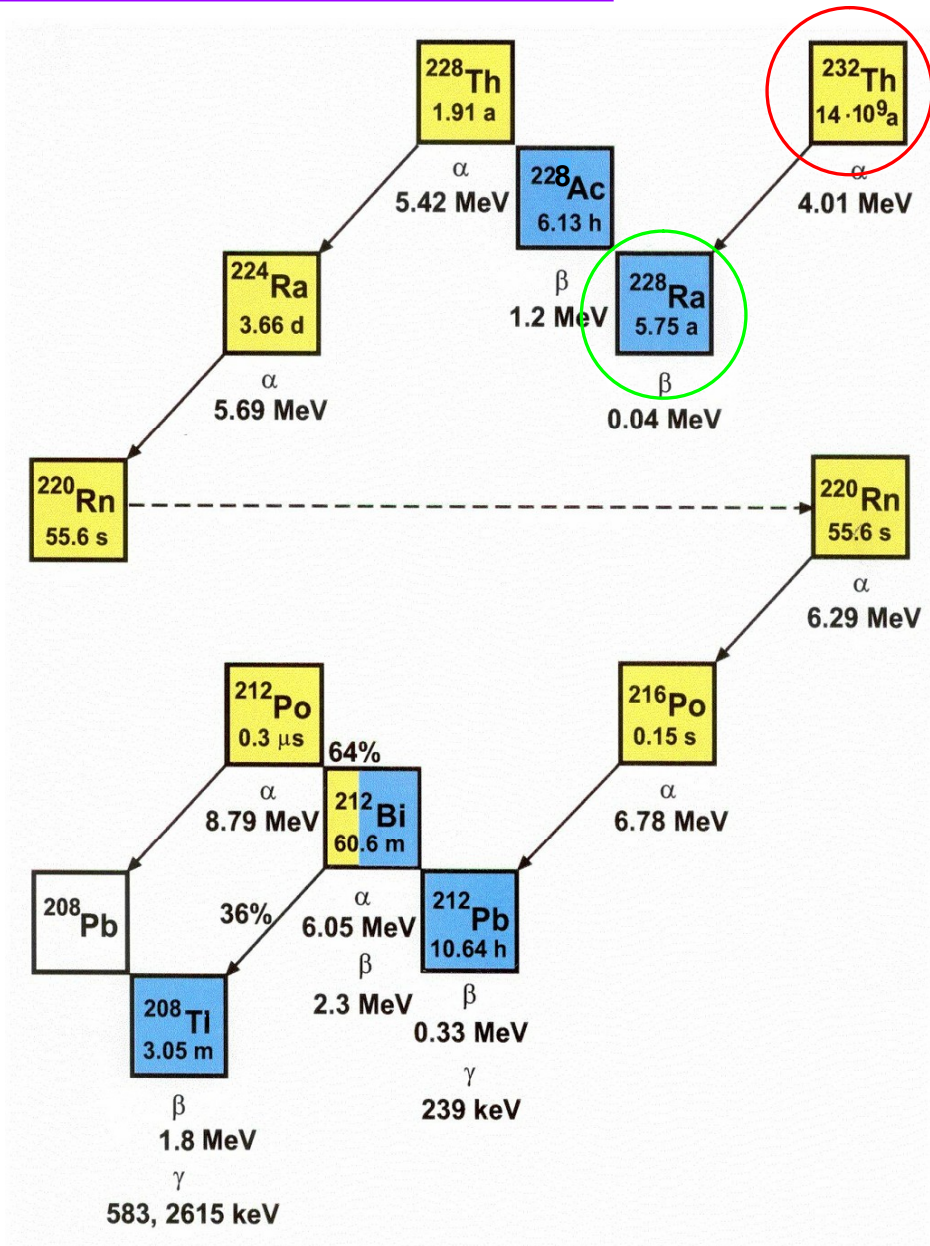 228Th
1.91 a
α
5.42 MeV
232Th
14 ·10⁹a
α
4.01 MeV
228Ac
6.13 h
β
1.2 MeV
228Ra
5.75 a
β
0.04 MeV
224Ra
3.66 d
α
5.69 MeV
220Rn
55.6 s
220Rn
55.6 s
α
6.29 MeV
212Po
0.3 μs
64%
α
8.79 MeV
216Po
0.15 s
α
6.78 MeV
212Bi
60.6 m
36%
α
6.05 MeV
β
2.3 MeV
208Pb
212Pb
10.64 h
β
0.33 MeV
γ
239 keV
208Tl
3.05 m
β
1.8 MeV
γ
583, 2615 keV